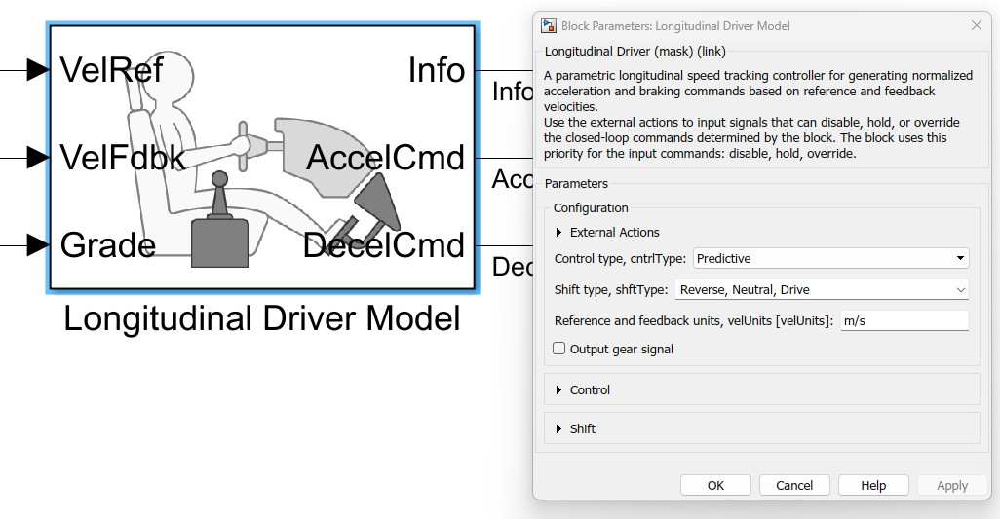 VelRef
VelFdbk
Grade
Info
AccelCmd
DecelCmd
Info
Acc
Dec
Longitudinal Driver Model
Block Parameters: Longitudinal Driver Model
Longitudinal Driver (mask) (link)
A parametric longitudinal speed tracking controller for generating normalized
acceleration and braking commands based on reference and feedback
velocities.
Use the external actions to input signals that can disable, hold, or override
the closed-loop commands determined by the block. The block uses this
priority for the input commands: disable, hold, override.
Parameters
Configuration
External Actions
Control type, cntrlType: Predictive
Shift type, shftType: Reverse, Neutral, Drive
Reference and feedback units, velUnits [velUnits]: m/s
Output gear signal
Control
Shift
OK Cancel Help Apply